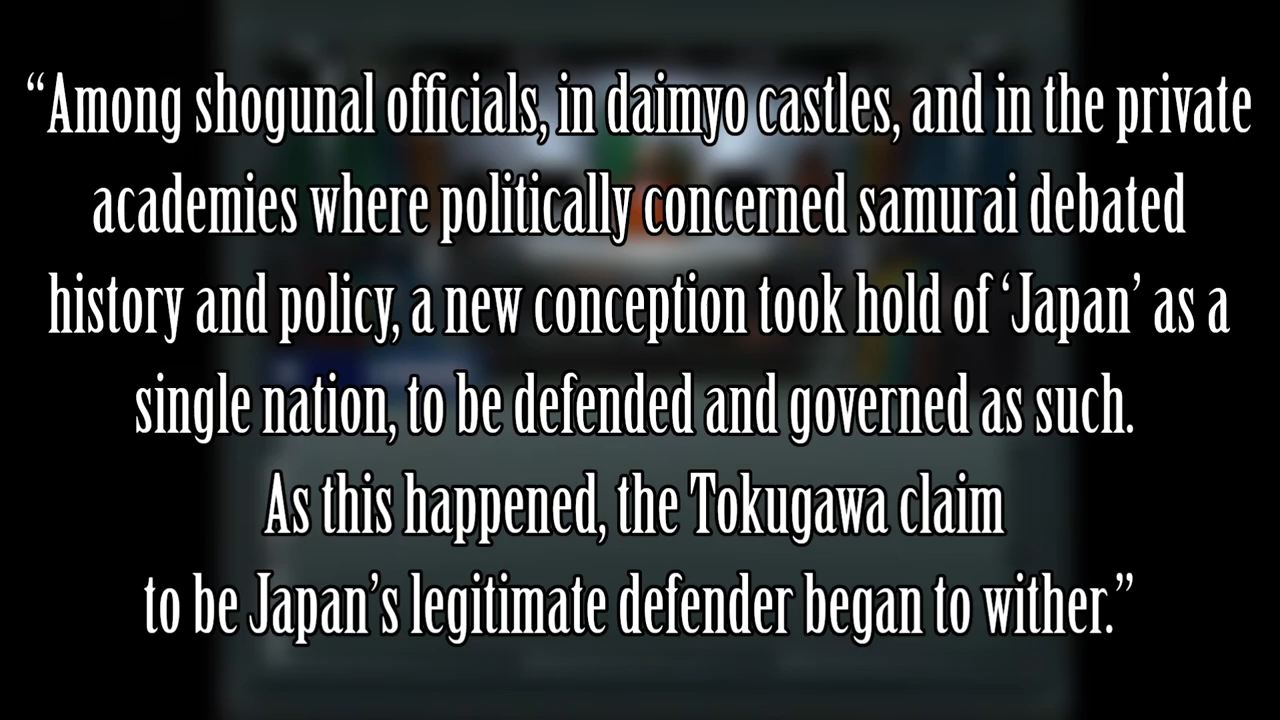 “Among shogunal officials, in daimyo castles, and in the private
academies where politically concerned samurai debated
history and policy, a new conception took hold of ‘Japan’ as a
single nation, to be defended and governed as such.
As this happened, the Tokugawa claim
to be Japan’s legitimate defender began to wither.”